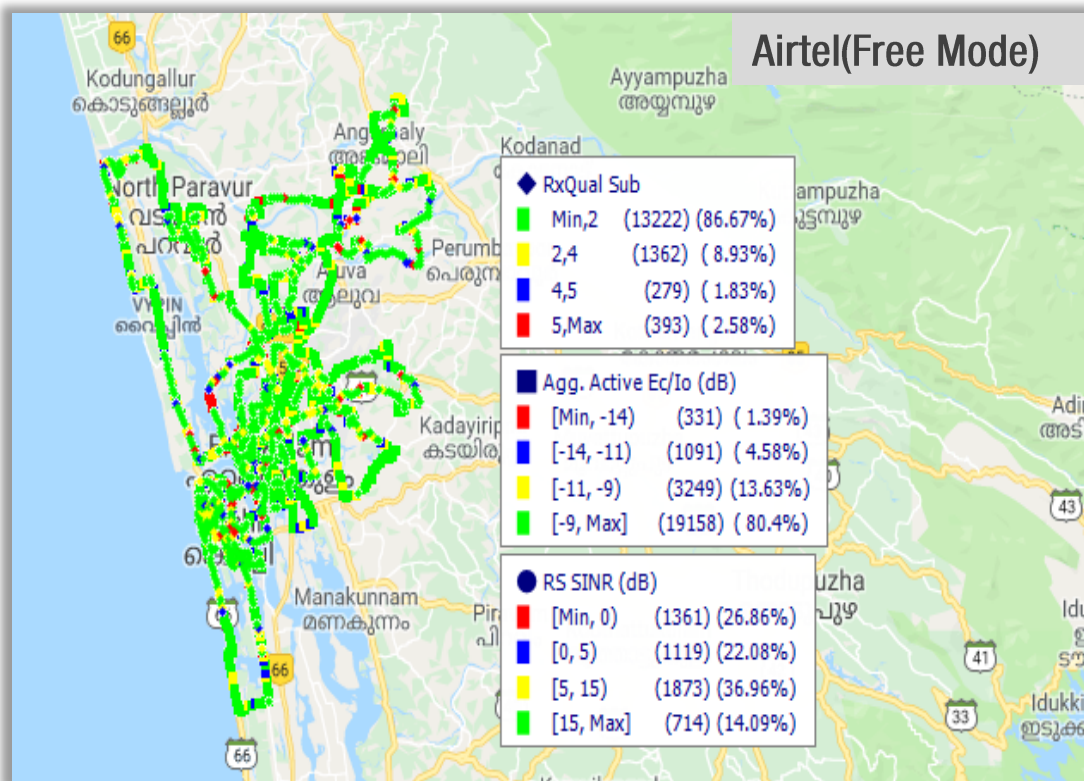 Airtel(Free Mode)
66
Kodungallur
കൊടുങ്ങല്ലൂർ
Ayyampuzha
അയ്യമ്പുഴ
Kodanad
North Paravur
Aluva
ആലുവ
VYPIN
വൈപ്പിൻ
RxQual Sub
Min,2 (13222) (86.67%)
2,4 (1362) ( 8.93%)
4,5 (279) ( 1.83%)
5,Max (393) ( 2.58%)
Agg. Active Ec/Io (dB)
[Min, -14) (331) ( 1.39%)
[-14, -11) (1091) ( 4.58%)
[-11, -9) (3249) (13.63%)
[-9, Max] (19158) ( 80.4%)
43
RS SINR (dB)
[Min, 0) (1361) (26.86%)
[0, 5) (1119) (22.08%)
[5, 15) (1873) (36.96%)
[15, Max] (714) (14.09%)
Manakunnam
മണകുന്നം
66
41
33
66